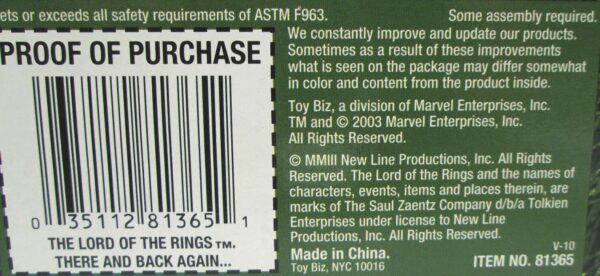 ets or exceeds all safety requirements of ASTM F963.
Some assembly required.
PROOF OF PURCHASE
0 35112 81365 1
THE LORD OF THE RINGS TM.
THERE AND BACK AGAIN...
We constantly improve and update our products.
Sometimes as a result of these improvements
what is seen on the package may differ somewhat
in color and content from the product inside.
Toy Biz, a division of Marvel Enterprises, Inc.
TM and © 2003 Marvel Enterprises, Inc.
All Rights Reserved.
© MMIII New Line Productions, Inc. All Rights
Reserved. The Lord of the Rings and the names of
characters, events, items and places therein, are
marks of The Saul Zaentz Company d/b/a Tolkien
Enterprises under license to New Line
Productions, Inc. All Rights Reserved.
V-10
Made in China.
Toy Biz, NYC 10016
ITEM NO. 81365